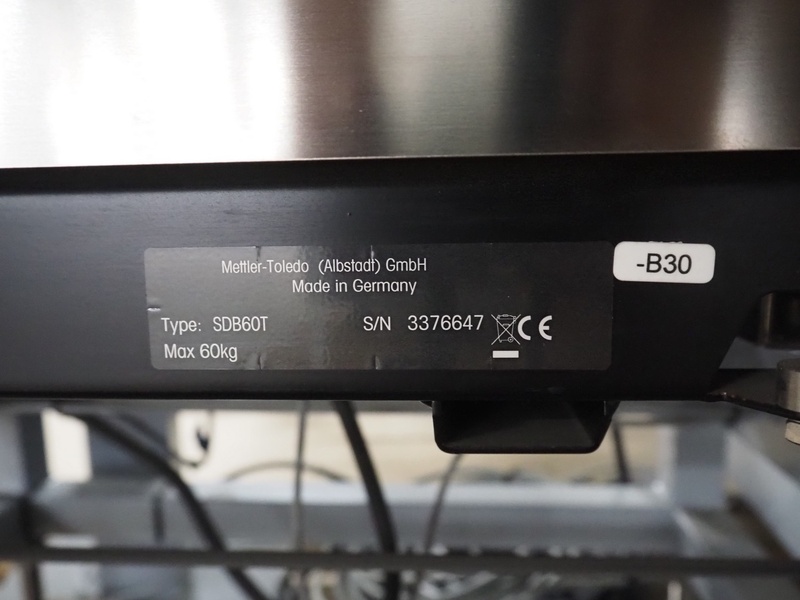 Mettler-Toledo (Albstadt) GmbH
Made in Germany
-B30
Type: SDB60T S/N 3376647 CE
Max 60kg